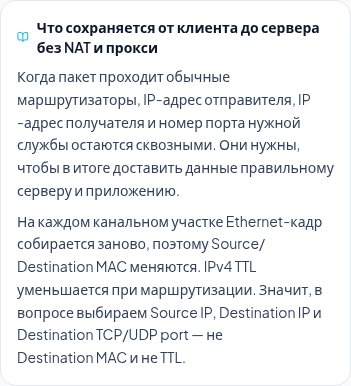 Что сохраняется от клиента до сервера
без NAT и прокси
Когда пакет проходит обычные
маршрутизаторы, IP-адрес отправителя, IP
-адрес получателя и номер порта нужной
службы остаются сквозными. Они нужны,
чтобы в итоге доставить данные правильному
серверу и приложению.
На каждом канальном участке Ethernet-кадр
собирается заново, поэтому Source/
Destination MAC меняются. IPv4 TTL
уменьшается при маршрутизации. Значит, в
вопросе выбираем Source IP, Destination IP и
Destination TCP/UDP port — не
Destination MAC и не TTL.